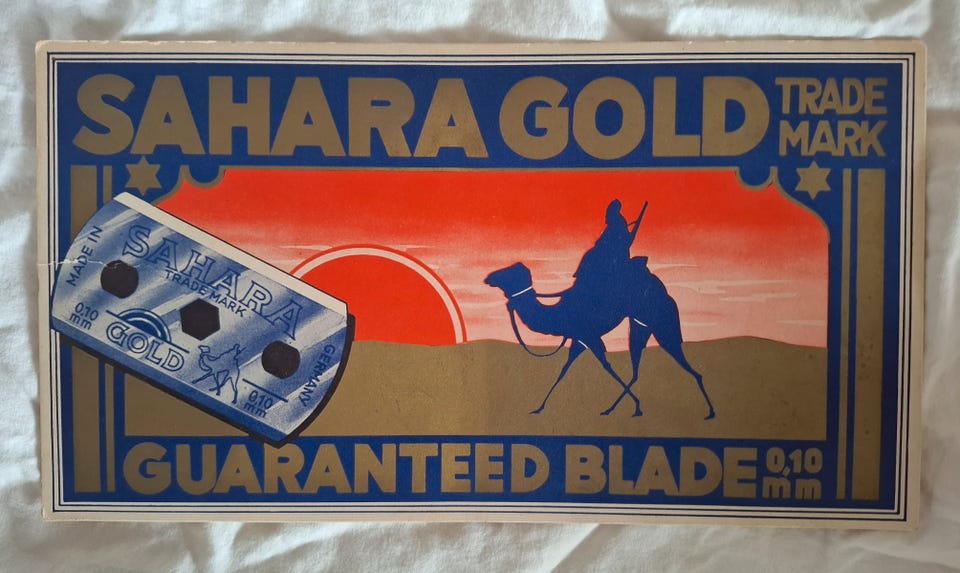 SAHARA GOLD
TRADE
MARK
MADE IN
SAHARA
TRADE MARK
0.10
mm
GOLD
0.10
mm
GERMANY
GUARANTEED BLADE
0,10
mm